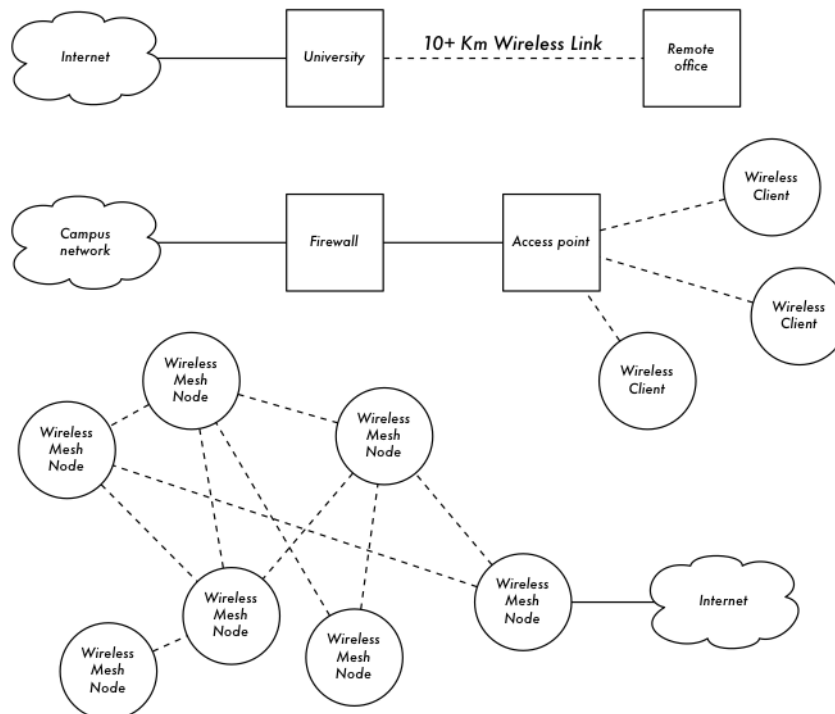 Internet
University
10+ Km Wireless Link
Remote
office
Campus
network
Firewall
Access point
Wireless
Client
Wireless
Client
Wireless
Client
Wireless
Mesh
Node
Wireless
Mesh
Node
Wireless
Mesh
Node
Wireless
Mesh
Node
Wireless
Mesh
Node
Wireless
Mesh
Node
Wireless
Mesh
Node
Internet